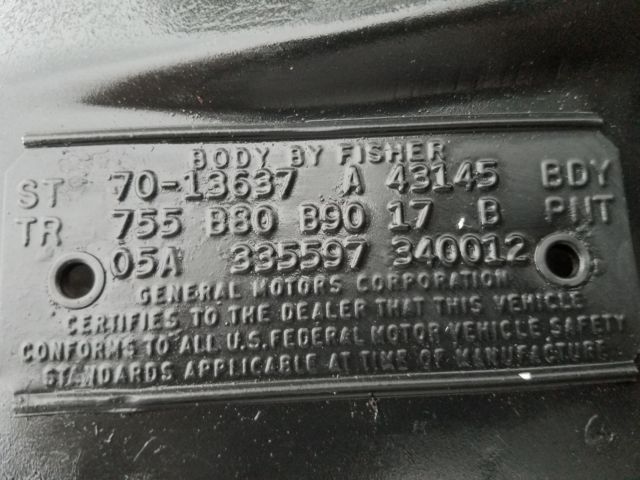 BODY BY FISHER
ST 70-13637 A 43145 BDY
TR 755 B80 B90 17 B PNT
05A 335597 340012
GENERAL MOTORS CORPORATION
CERTIFIES TO THE DEALER THAT THIS VEHICLE
CONFORMS TO ALL U.S. FEDERAL MOTOR VEHICLE SAFETY
STANDARDS APPLICABLE AT TIME OF MANUFACTURE